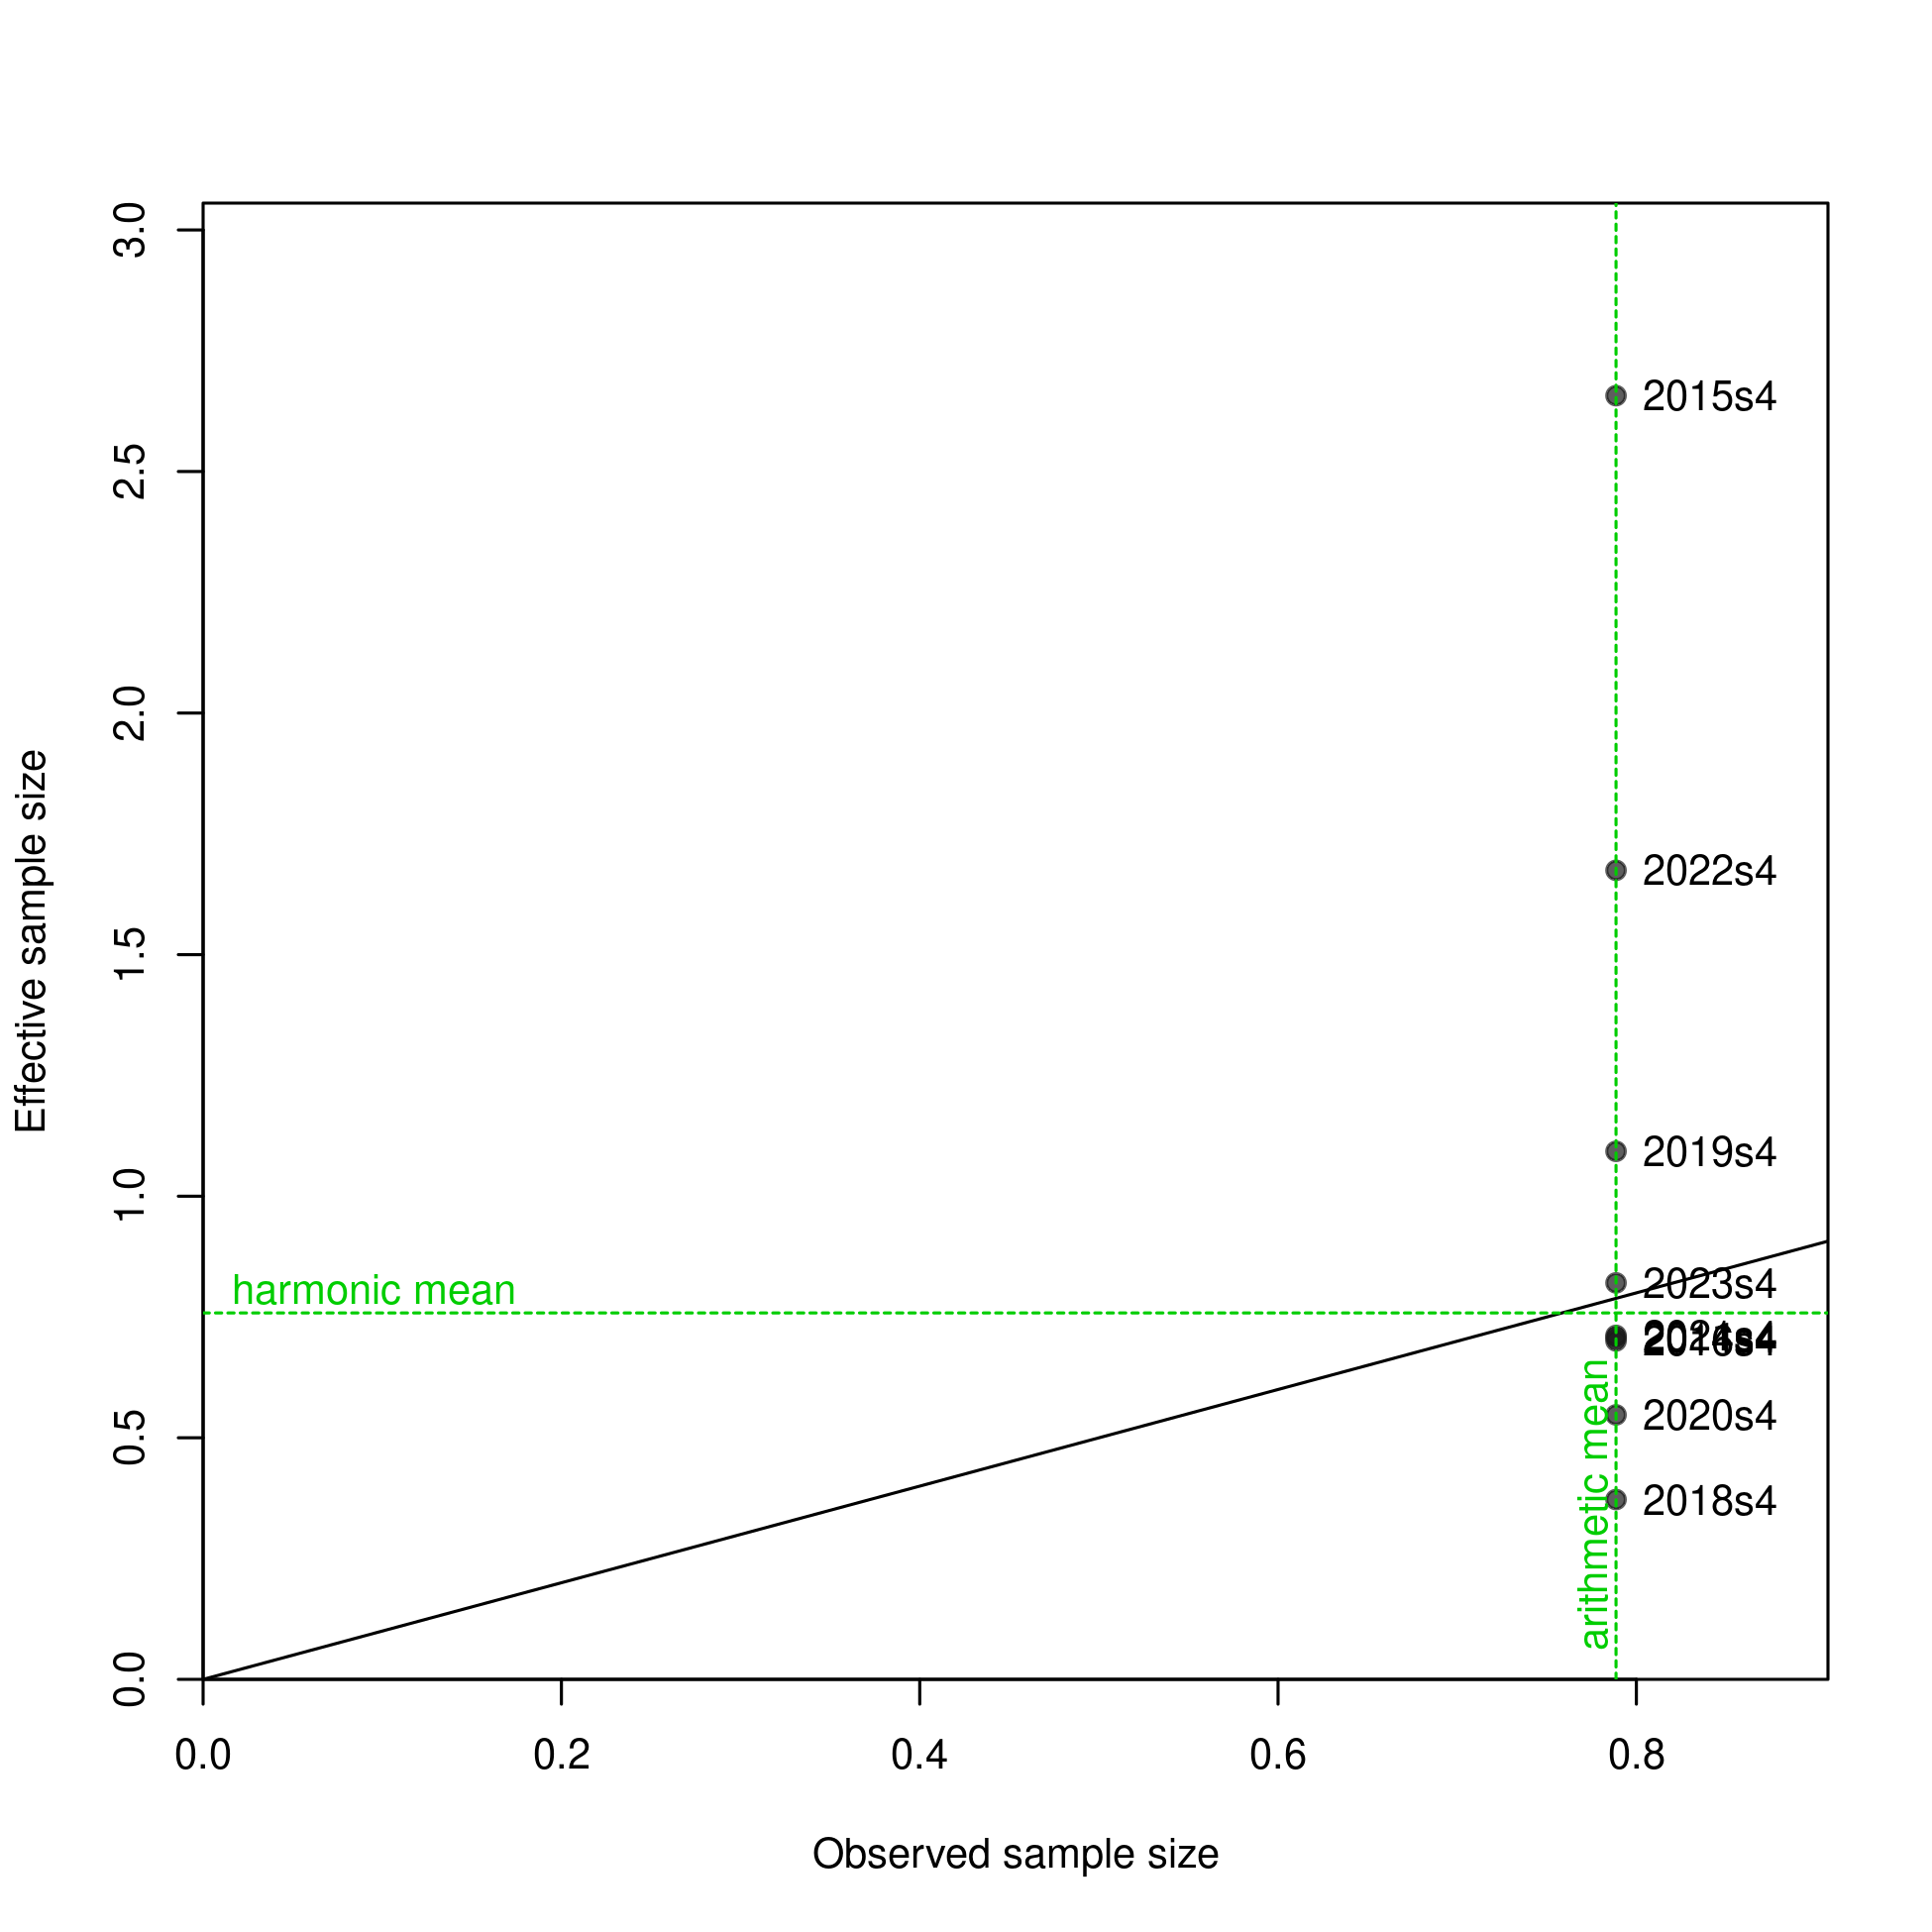 3.0
2.5
2.0
1.5
1.0
0.5
0.0
Effective sample size
2015s4
2022s4
2019s4
2023s4
2020s4
2018s4
harmonic mean
arithmetic mean
0.0
0.2
0.4
0.6
0.8
Observed sample size